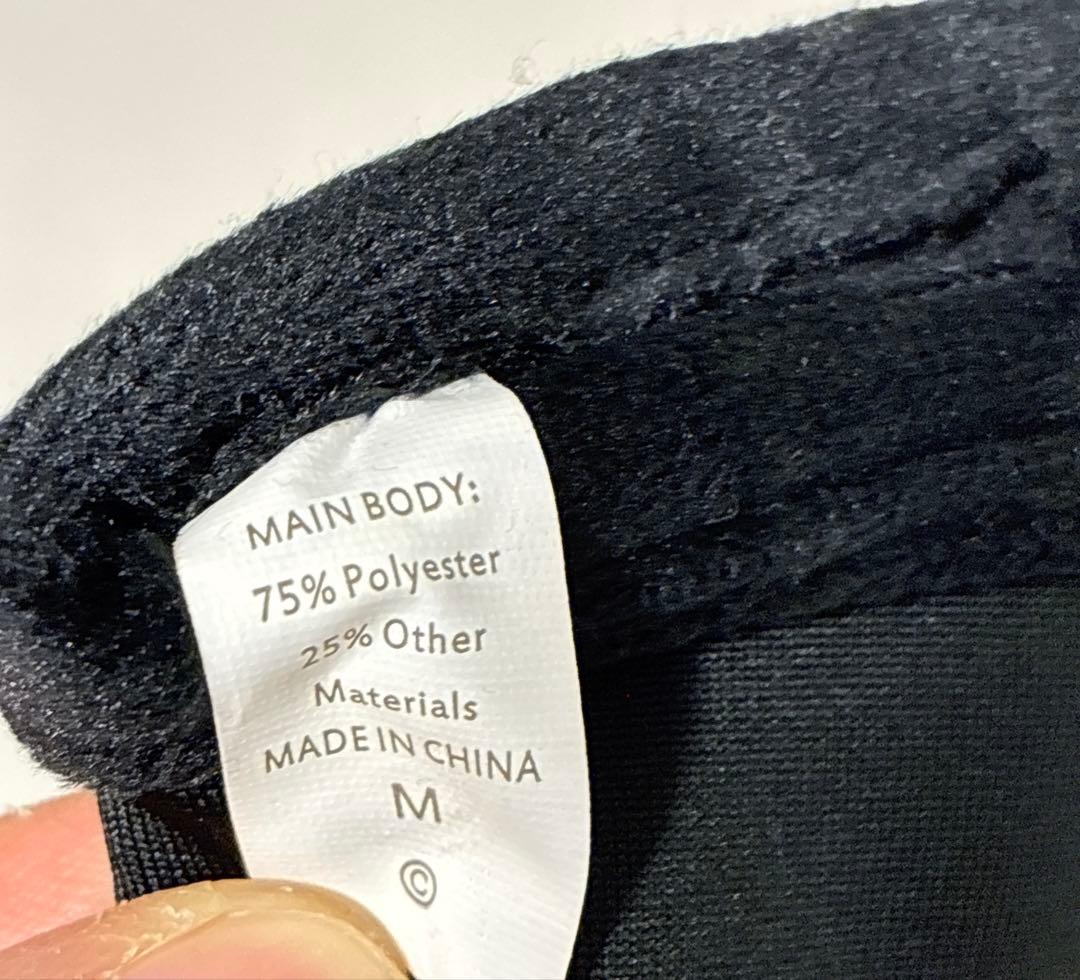 MAIN BODY:
75% Polyester
25% Other
Materials
MADE IN CHINA
M
©